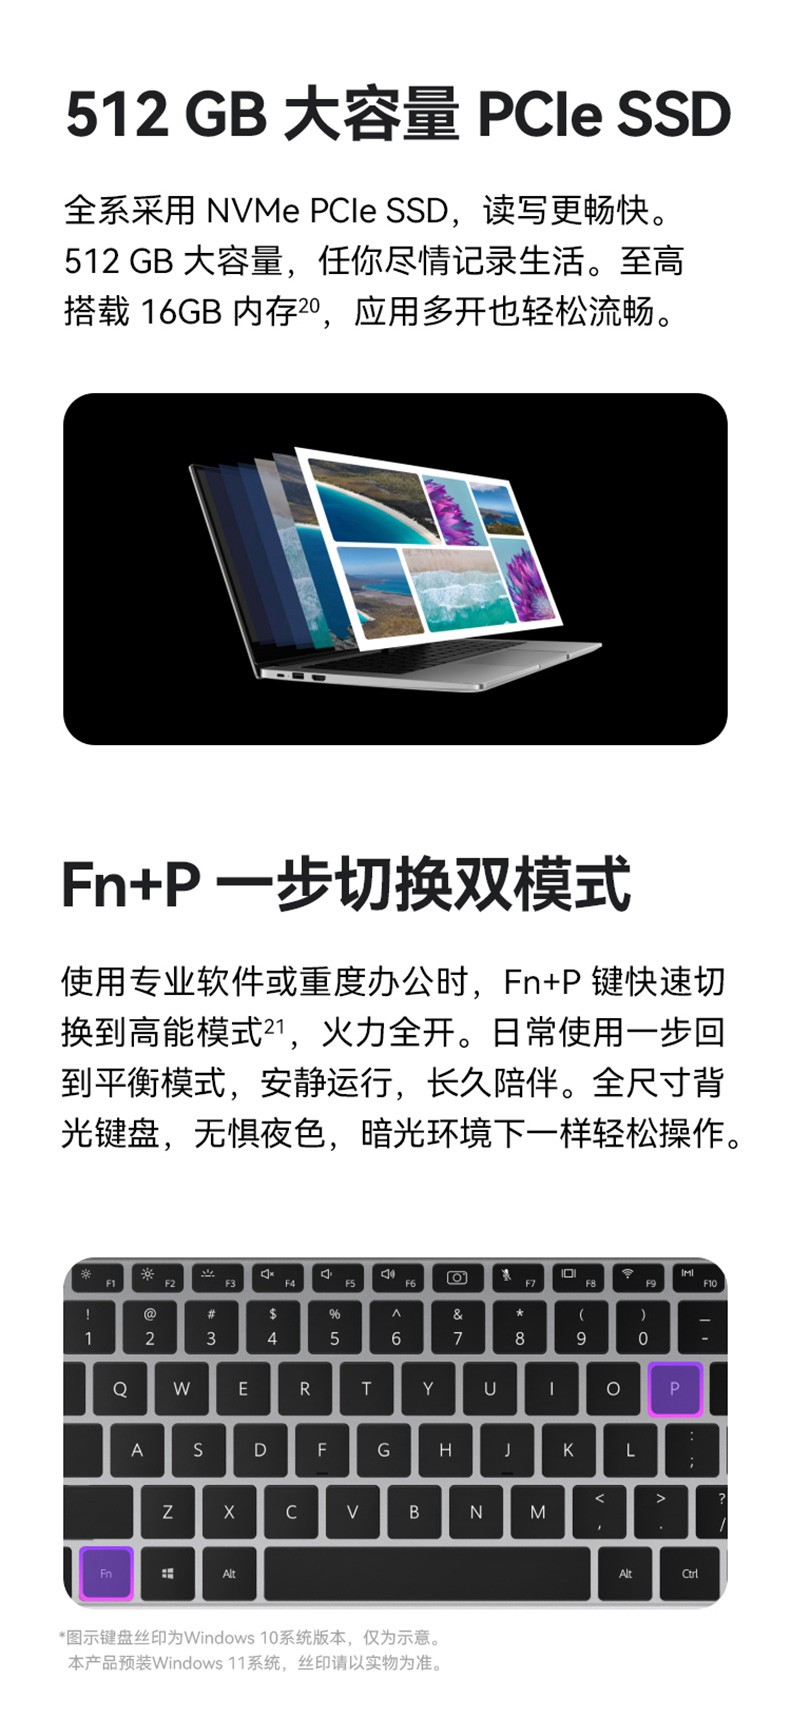 512 GB 大容量 PCIe SSD
全系采用 NVMe PCIe SSD，读写更畅快。
512 GB 大容量，任你尽情记录生活。至高
搭载 16GB 内存20，应用多开也轻松流畅。
Fn+P 一步切换双模式
使用专业软件或重度办公时，Fn+P 键快速切
换到高能模式21，火力全开。日常使用一步回
到平衡模式，安静运行，长久陪伴。全尺寸背
光键盘，无惧夜色，暗光环境下一样轻松操作。
F1 F2 F3 F4 F5 F6 F7 F8 F9 F10
! @ # $ % ^ & * ( ) _
1 2 3 4 5 6 7 8 9 0 -
Q W E R T Y U I O P
A S D F G H J K L : ;
Z X C V B N M < , > . ? /
Fn Alt Alt Ctrl
*图示键盘丝印为Windows 10系统版本，仅为示意。
本产品预装Windows 11系统，丝印请以实物为准。